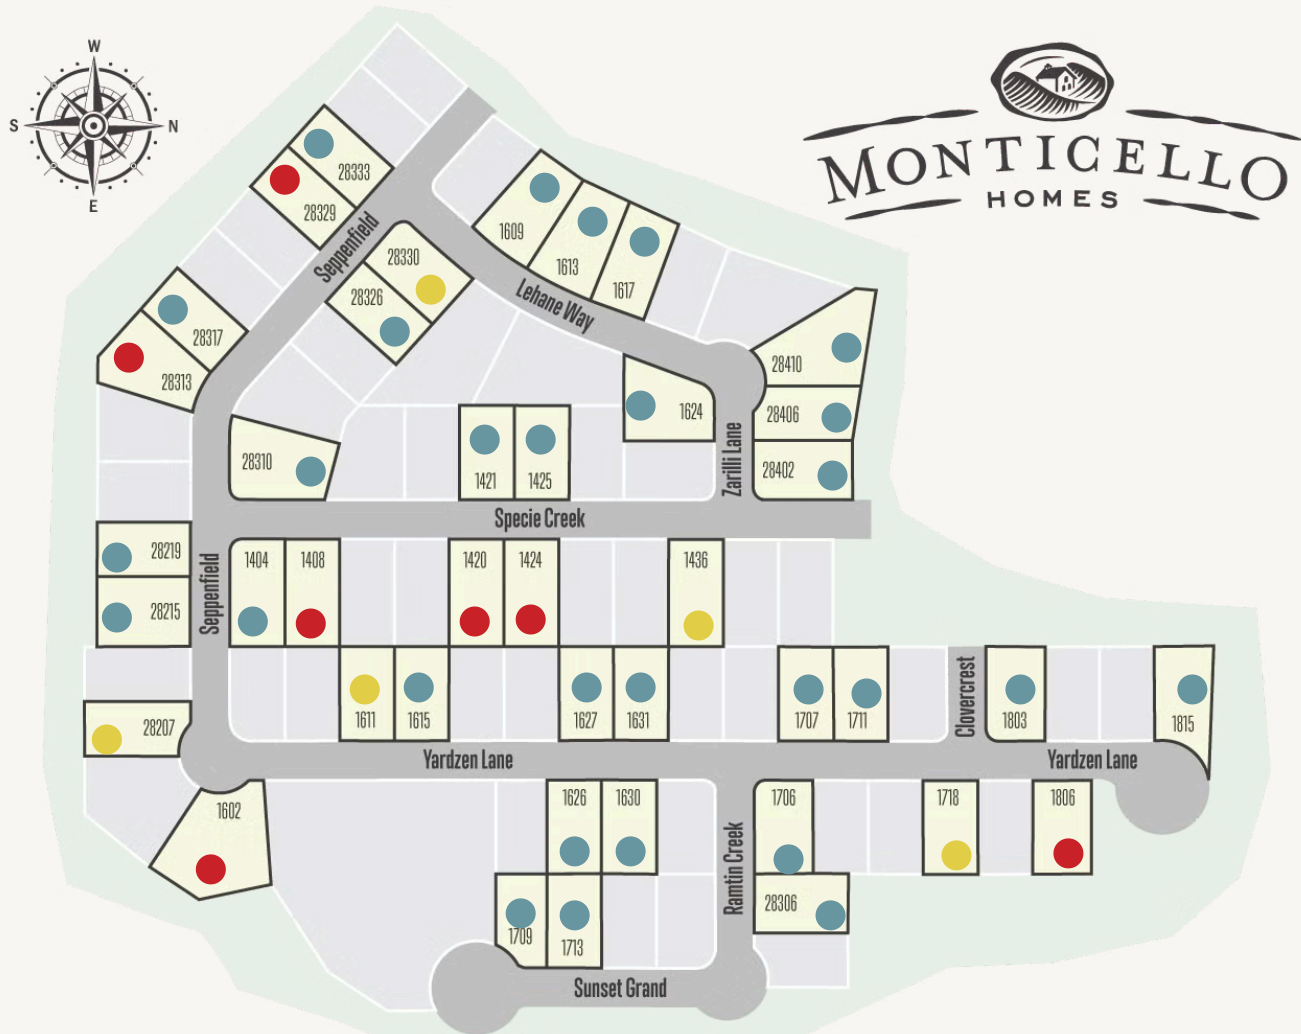 W
S
N
E
MONTICELLO
HOMES
28333
28329
Seppenfield
28330
28326
1609
1613
1617
Lehane Way
28317
28313
28410
28406
28402
1624
Zarilli Lane
28310
1421
1425
Specie Creek
28219
28215
Seppenfield
1404
1408
1420
1424
1436
1611
1615
1627
1631
1707
1711
Clovercrest
1803
1815
28207
Yardzen Lane
Yardzen Lane
1602
1626
1630
Ramtin Creek
1706
1718
1806
28306
1709
1713
Sunset Grand